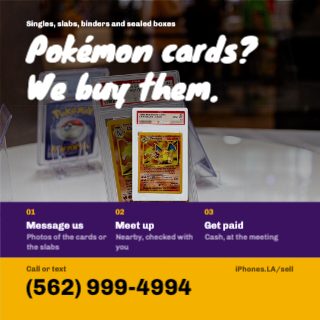 Singles, slabs, binders and sealed boxes
Pokémon cards?
We buy them.
01
Message us
Photos of the cards or
the slabs
02
Meet up
Nearby, checked with
you
03
Get paid
Cash, at the meeting
Call or text
iPhones.LA/sell
(562) 999-4994